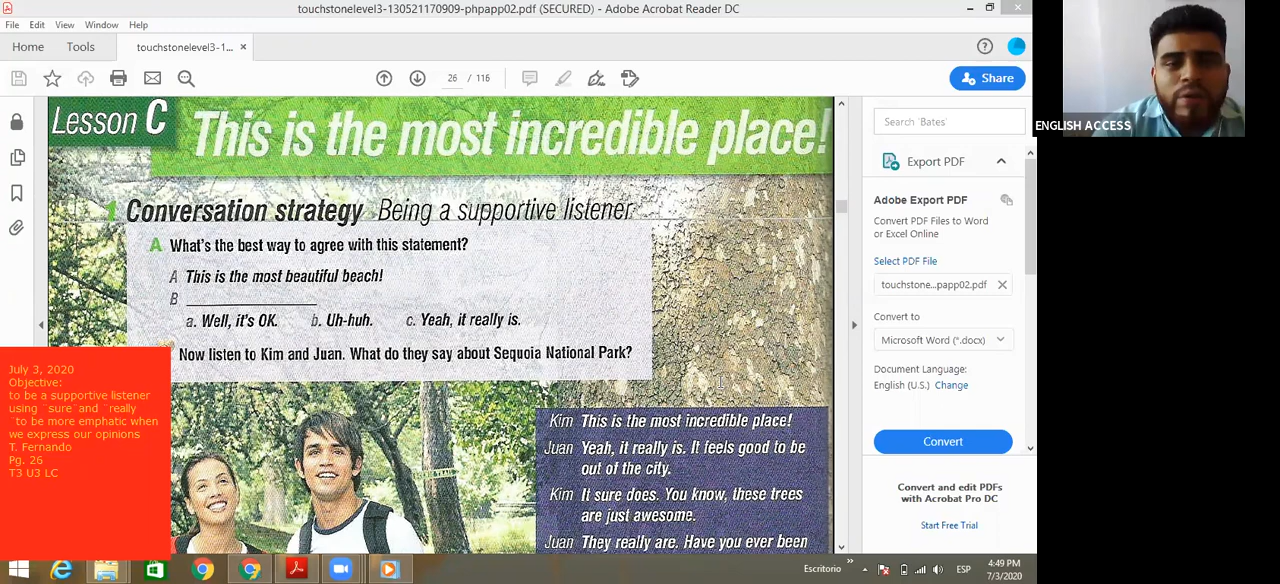 touchstonelevel3-130521170909-phpapp02.pdf (SECURED) - Adobe Acrobat Reader DC
File Edit View Window Help
Home Tools touchstonelevel3-1... ×
26 / 116
Share
Lesson C This is the most incredible place!
1 Conversation strategy Being a supportive listener
A What's the best way to agree with this statement?
A This is the most beautiful beach!
B
a. Well, it's OK. b. Uh-huh. c. Yeah, it really is.
Now listen to Kim and Juan. What do they say about Sequoia National Park?
Kim This is the most incredible place!
Juan Yeah, it really is. It feels good to be
out of the city.
Kim It sure does. You know, these trees
are just awesome.
Juan They really are. Have you ever been
July 3, 2020
Objective:
to be a supportive listener
using ¨sure¨and ¨really
¨to be more emphatic when
we express our opinions
T. Fernando
Pg. 26
T3 U3 LC
Search 'Bates'
Export PDF
Adobe Export PDF
Convert PDF Files to Word
or Excel Online
Select PDF File
touchstone...papp02.pdf
Convert to
Microsoft Word (*.docx)
Document Language:
English (U.S.) Change
Convert
Convert and edit PDFs
with Acrobat Pro DC
Start Free Trial
ENGLISH ACCESS
Escritorio »
ESP
4:49 PM
7/3/2020